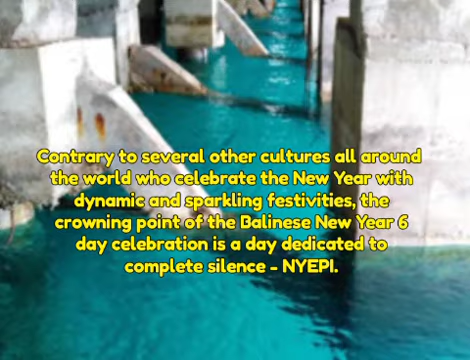 Contrary to several other cultures all around
the world who celebrate the New Year with
dynamic and sparkling festivities, the
crowning point of the Balinese New Year 6
day celebration is a day dedicated to
complete silence - NYEPI.